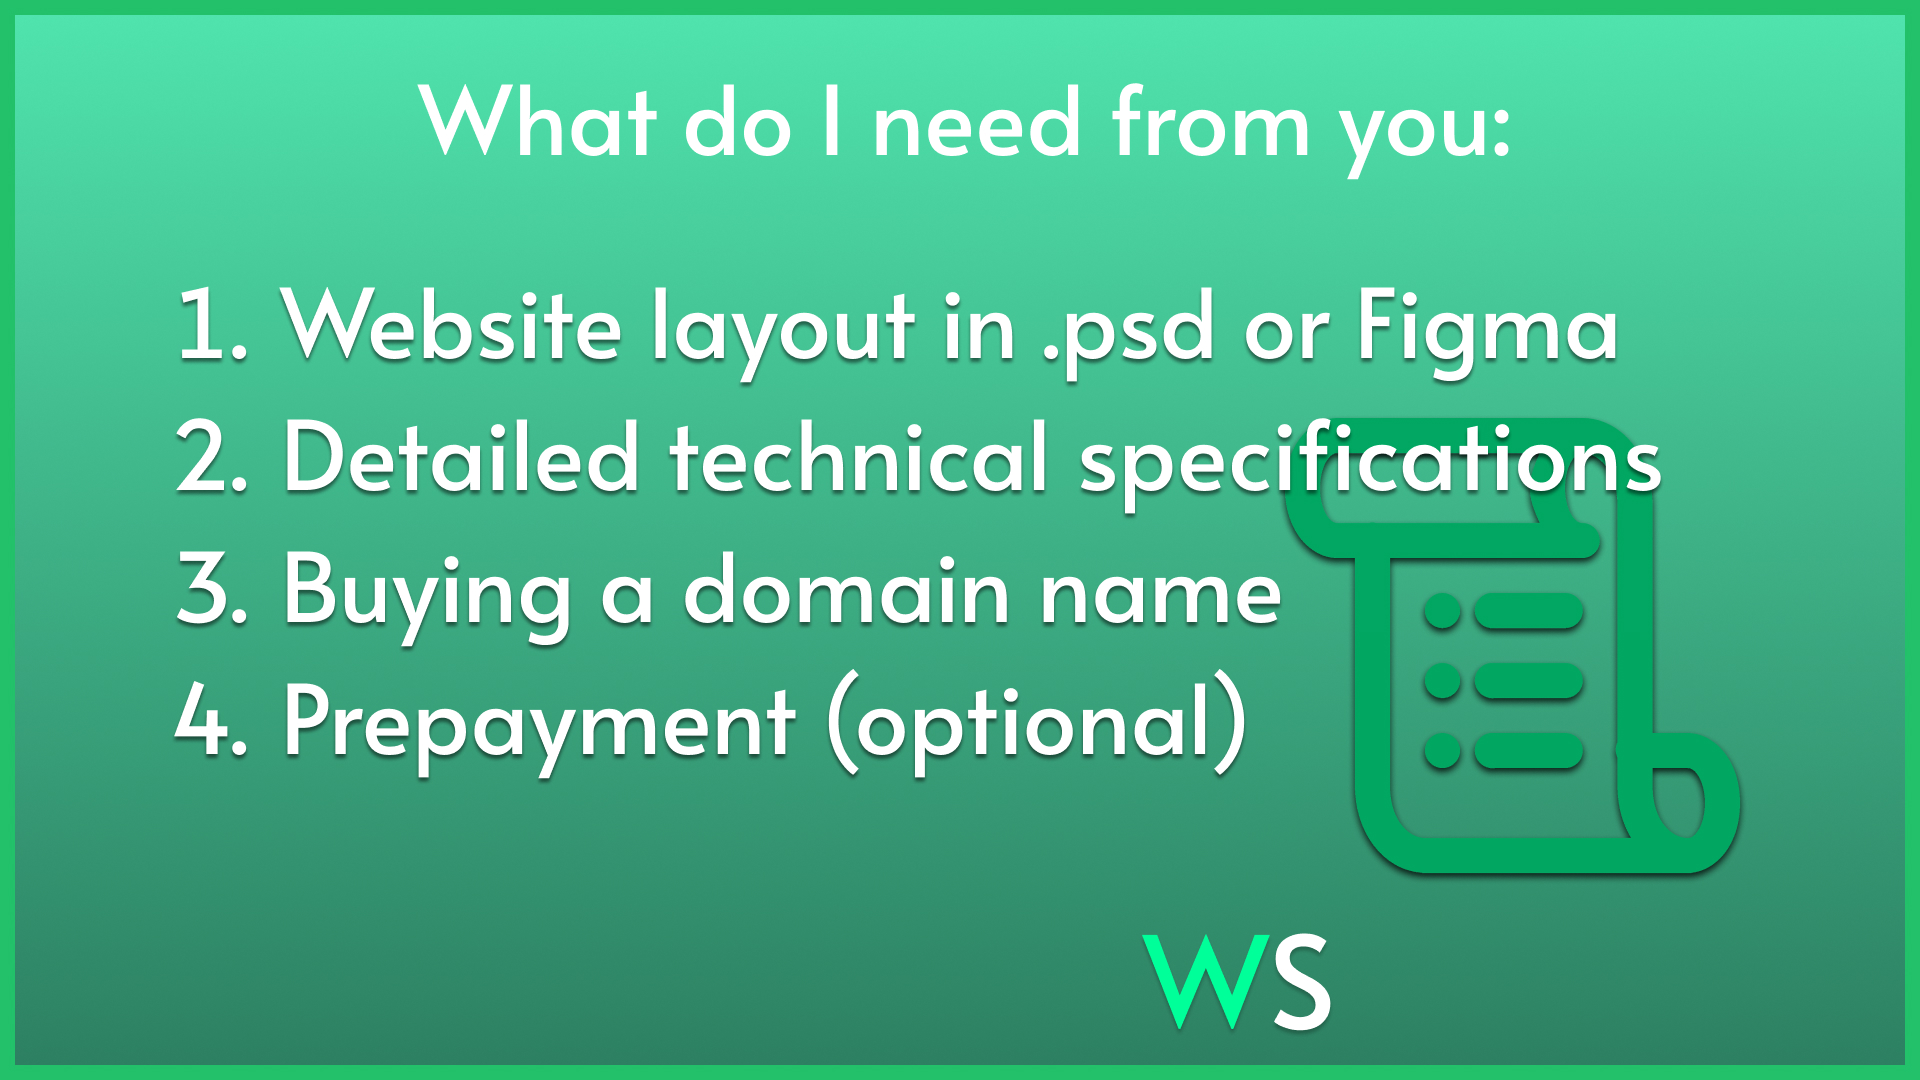 What do I need from you:
1. Website layout in .psd or Figma
2. Detailed technical specifications
3. Buying a domain name
4. Prepayment (optional)
WS